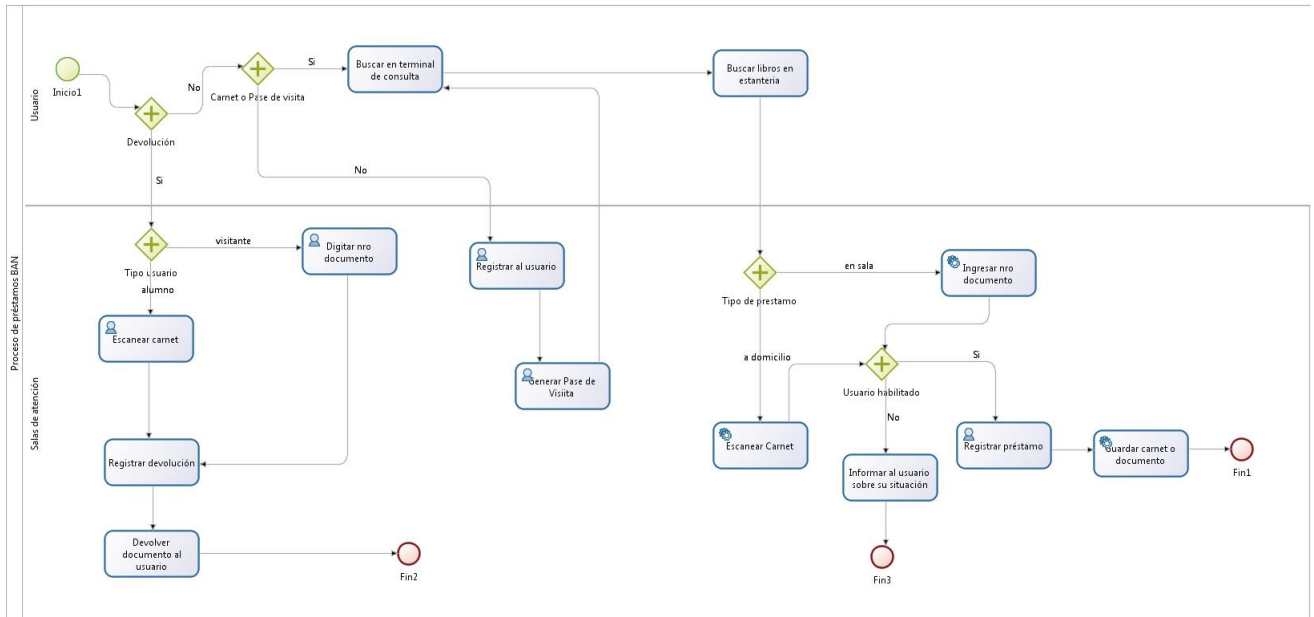 Proceso de préstamos BAN
Usuario
Inicio1
Devolución
No
Si
Carnet o Pase de visita
Si
No
Buscar en terminal
de consulta
Buscar libros en
estanteria
Salas de atención
Tipo usuario
visitante
alumno
Digitar nro
documento
Escanear carnet
Registrar devolución
Devolver
documento al
usuario
Fin2
Registrar al usuario
Generar Pase de
Visiita
Tipo de prestamo
en sala
a domicilio
Ingresar nro
documento
Escanear Carnet
Usuario habilitado
Si
No
Informar al usuario
sobre su situación
Fin3
Registrar préstamo
Guardar carnet o
documento
Fin1